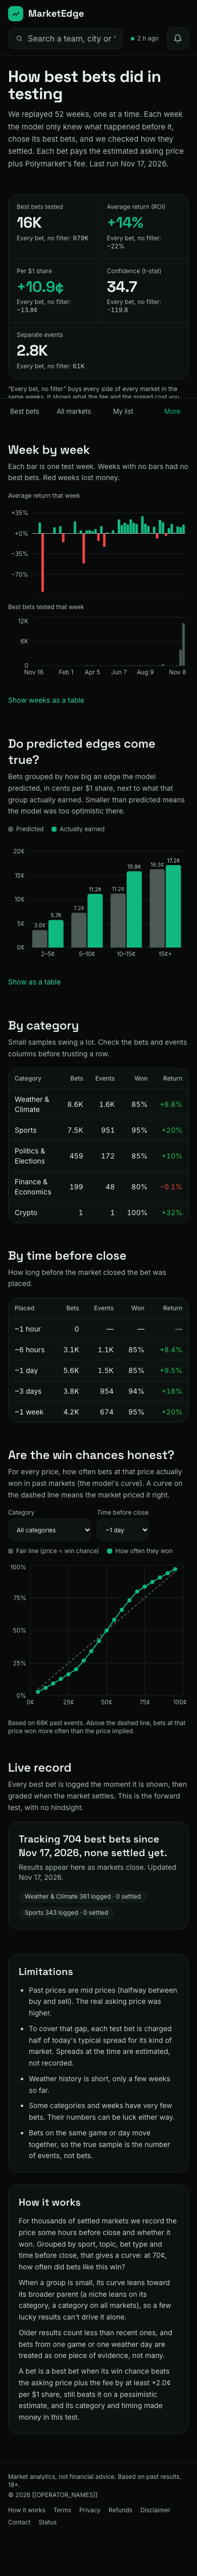 MarketEdge
Search a team, city or
2 h ago
How best bets did in
testing
We replayed 52 weeks, one at a time. Each week
the model only knew what happened before it,
chose its best bets, and we checked how they
settled. Each bet pays the estimated asking price
plus Polymarket's fee. Last run Nov 17, 2026.
Best bets tested
16K
Every bet, no filter: 979K
Average return (ROI)
+14%
Every bet, no filter:
−22%
Per $1 share
+10.9¢
Every bet, no filter:
−13.8¢
Confidence (t-stat)
34.7
Every bet, no filter:
−119.8
Separate events
2.8K
Every bet, no filter: 61K
"Every bet, no filter" buys every side of every market in the
same weeks. It shows what the fee and the spread cost you
Best bets
All markets
My list
More
Week by week
Each bar is one test week. Weeks with no bars had no
best bets. Red weeks lost money.
Average return that week
+35%
+0%
−35%
−70%
Best bets tested that week
12K
6K
0
Nov 16 Feb 1 Apr 5 Jun 7 Aug 9 Nov 8
Show weeks as a table
Do predicted edges come
true?
Bets grouped by how big an edge the model
predicted, in cents per $1 share, next to what that
group actually earned. Smaller than predicted means
the model was too optimistic there.
Predicted Actually earned
20¢
15¢
10¢
5¢
0¢
3.6¢ 5.7¢ 7.2¢ 11.2¢ 11.2¢ 15.9¢ 16.3¢ 17.2¢
2–5¢ 5–10¢ 10–15¢ 15¢+
Show as a table
By category
Small samples swing a lot. Check the bets and events
columns before trusting a row.
Category Bets Events Won Return
Weather &
Climate 8.6K 1.6K 85% +8.8%
Sports 7.5K 951 95% +20%
Politics &
Elections 459 172 85% +10%
Finance &
Economics 199 48 80% −0.1%
Crypto 1 1 100% +32%
By time before close
How long before the market closed the bet was
placed.
Placed Bets Events Won Return
~1 hour 0 — — —
~6 hours 3.1K 1.1K 85% +8.4%
~1 day 5.6K 1.5K 85% +9.5%
~3 days 3.8K 954 94% +18%
~1 week 4.2K 674 95% +20%
Are the win chances honest?
For every price, how often bets at that price actually
won in past markets (the model's curve). A curve on
the dashed line means the market priced it right.
Category
All categories
Time before close
~1 day
Fair line (price = win chance) How often they won
100%
75%
50%
25%
0%
0¢ 25¢ 50¢ 75¢ 100¢
Based on 68K past events. Above the dashed line, bets at that
price won more often than the price implied.
Live record
Every best bet is logged the moment it is shown, then
graded when the market settles. This is the forward
test, with no hindsight.
Tracking 704 best bets since
Nov 17, 2026, none settled yet.
Results appear here as markets close. Updated
Nov 17, 2026.
Weather & Climate 361 logged · 0 settled
Sports 343 logged · 0 settled
Limitations
• Past prices are mid prices (halfway between
buy and sell). The real asking price was
higher.
• To cover that gap, each test bet is charged
half of today's typical spread for its kind of
market. Spreads at the time are estimated,
not recorded.
• Weather history is short, only a few weeks
so far.
• Some categories and weeks have very few
bets. Their numbers can be luck either way.
• Bets on the same game or day move
together, so the true sample is the number
of events, not bets.
How it works
For thousands of settled markets we record the
price some hours before close and whether it
won. Grouped by sport, topic, bet type and
time before close, that gives a curve: at 70¢,
how often did bets like this win?
When a group is small, its curve leans toward
its broader parent (a niche leans on its
category, a category on all markets), so a few
lucky results can't drive it alone.
Older results count less than recent ones, and
bets from one game or one weather day are
treated as one piece of evidence, not many.
A bet is a best bet when its win chance beats
the asking price plus the fee by at least +2.0¢
per $1 share, still beats it on a pessimistic
estimate, and its category and timing made
money in this test.
Market analytics, not financial advice. Based on past results.
18+.
© 2026 [[OPERATOR_NAMES]]
How it works Terms Privacy Refunds Disclaimer
Contact Status